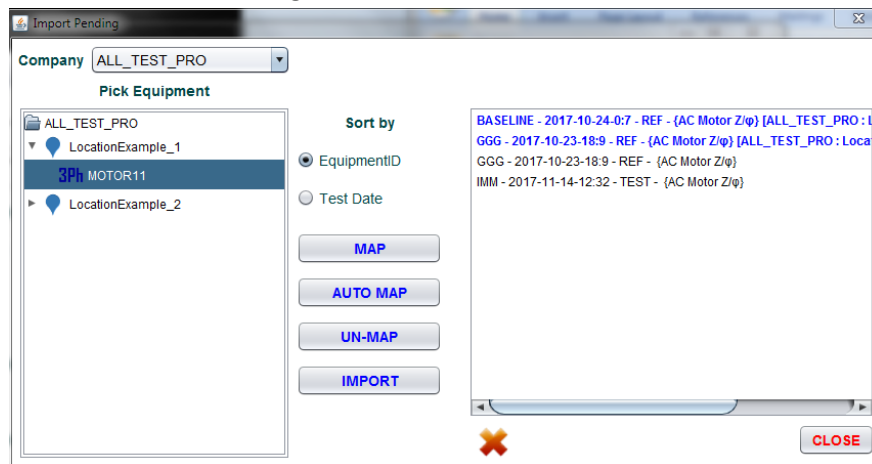 Import Pending
Company ALL_TEST_PRO
Pick Equipment
ALL_TEST_PRO
LocationExample_1
3Ph MOTOR11
LocationExample_2
Sort by
EquipmentID
Test Date
MAP
AUTO MAP
UN-MAP
IMPORT
BASELINE - 2017-10-24-0:7 - REF - {AC Motor Z/φ} [ALL_TEST_PRO : L
GGG - 2017-10-23-18:9 - REF - {AC Motor Z/φ} [ALL_TEST_PRO : Loca
GGG - 2017-10-23-18:9 - REF - {AC Motor Z/φ}
IMM - 2017-11-14-12:32 - TEST - {AC Motor Z/φ}
CLOSE